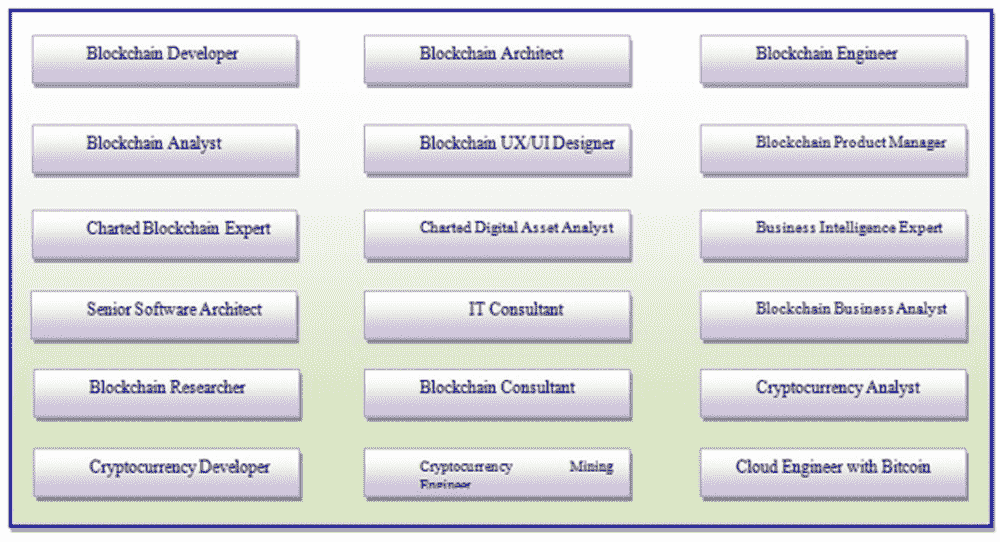 Blockchain Developer
Blockchain Architect
Blockchain Engineer
Blockchain Analyst
Blockchain UX/UI Designer
Blockchain Product Manager
Charted Blockchain Expert
Charted Digital Asset Analyst
Business Intelligence Expert
Senior Software Architect
IT Consultant
Blockchain Business Analyst
Blockchain Researcher
Blockchain Consultant
Cryptocurrency Analyst
Cryptocurrency Developer
Cryptocurrency Mining
Engineer
Cloud Engineer with Bitcoin